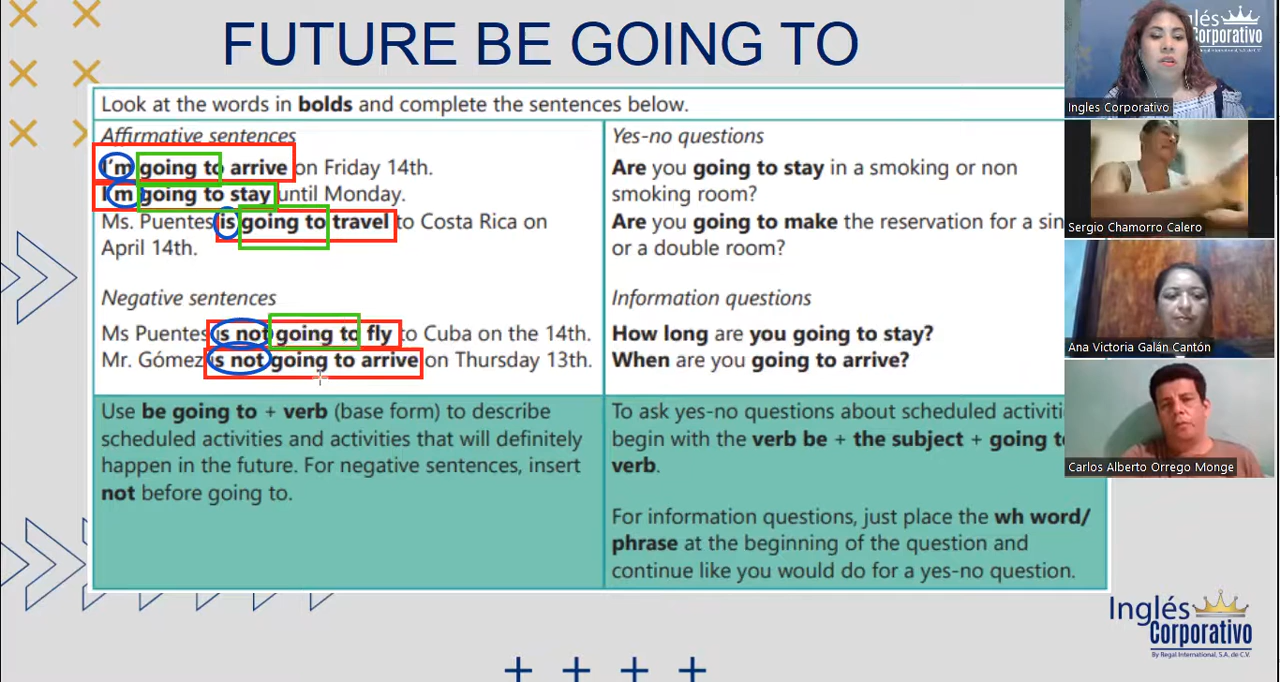 FUTURE BE GOING TO
Look at the words in bolds and complete the sentences below.
Affirmative sentences
I'm going to arrive on Friday 14th.
I'm going to stay until Monday.
Ms. Puentes is going to travel to Costa Rica on
April 14th.
Negative sentences
Ms Puentes is not going to fly to Cuba on the 14th.
Mr. Gómez is not going to arrive on Thursday 13th.
Use be going to + verb (base form) to describe
scheduled activities and activities that will definitely
happen in the future. For negative sentences, insert
not before going to.
Yes-no questions
Are you going to stay in a smoking or non
smoking room?
Are you going to make the reservation for a sin
or a double room?
Information questions
How long are you going to stay?
When are you going to arrive?
To ask yes-no questions about scheduled activiti
begin with the verb be + the subject + going to
verb.
For information questions, just place the wh word/
phrase at the beginning of the question and
continue like you would do for a yes-no question.
Inglés
Corporativo
By Regal International, S.A. de C.V.
glés
Corporativo
By Regal International, S.A. de C.V.
Ingles Corporativo
Sergio Chamorro Calero
Ana Victoria Galán Cantón
Carlos Alberto Orrego Monge